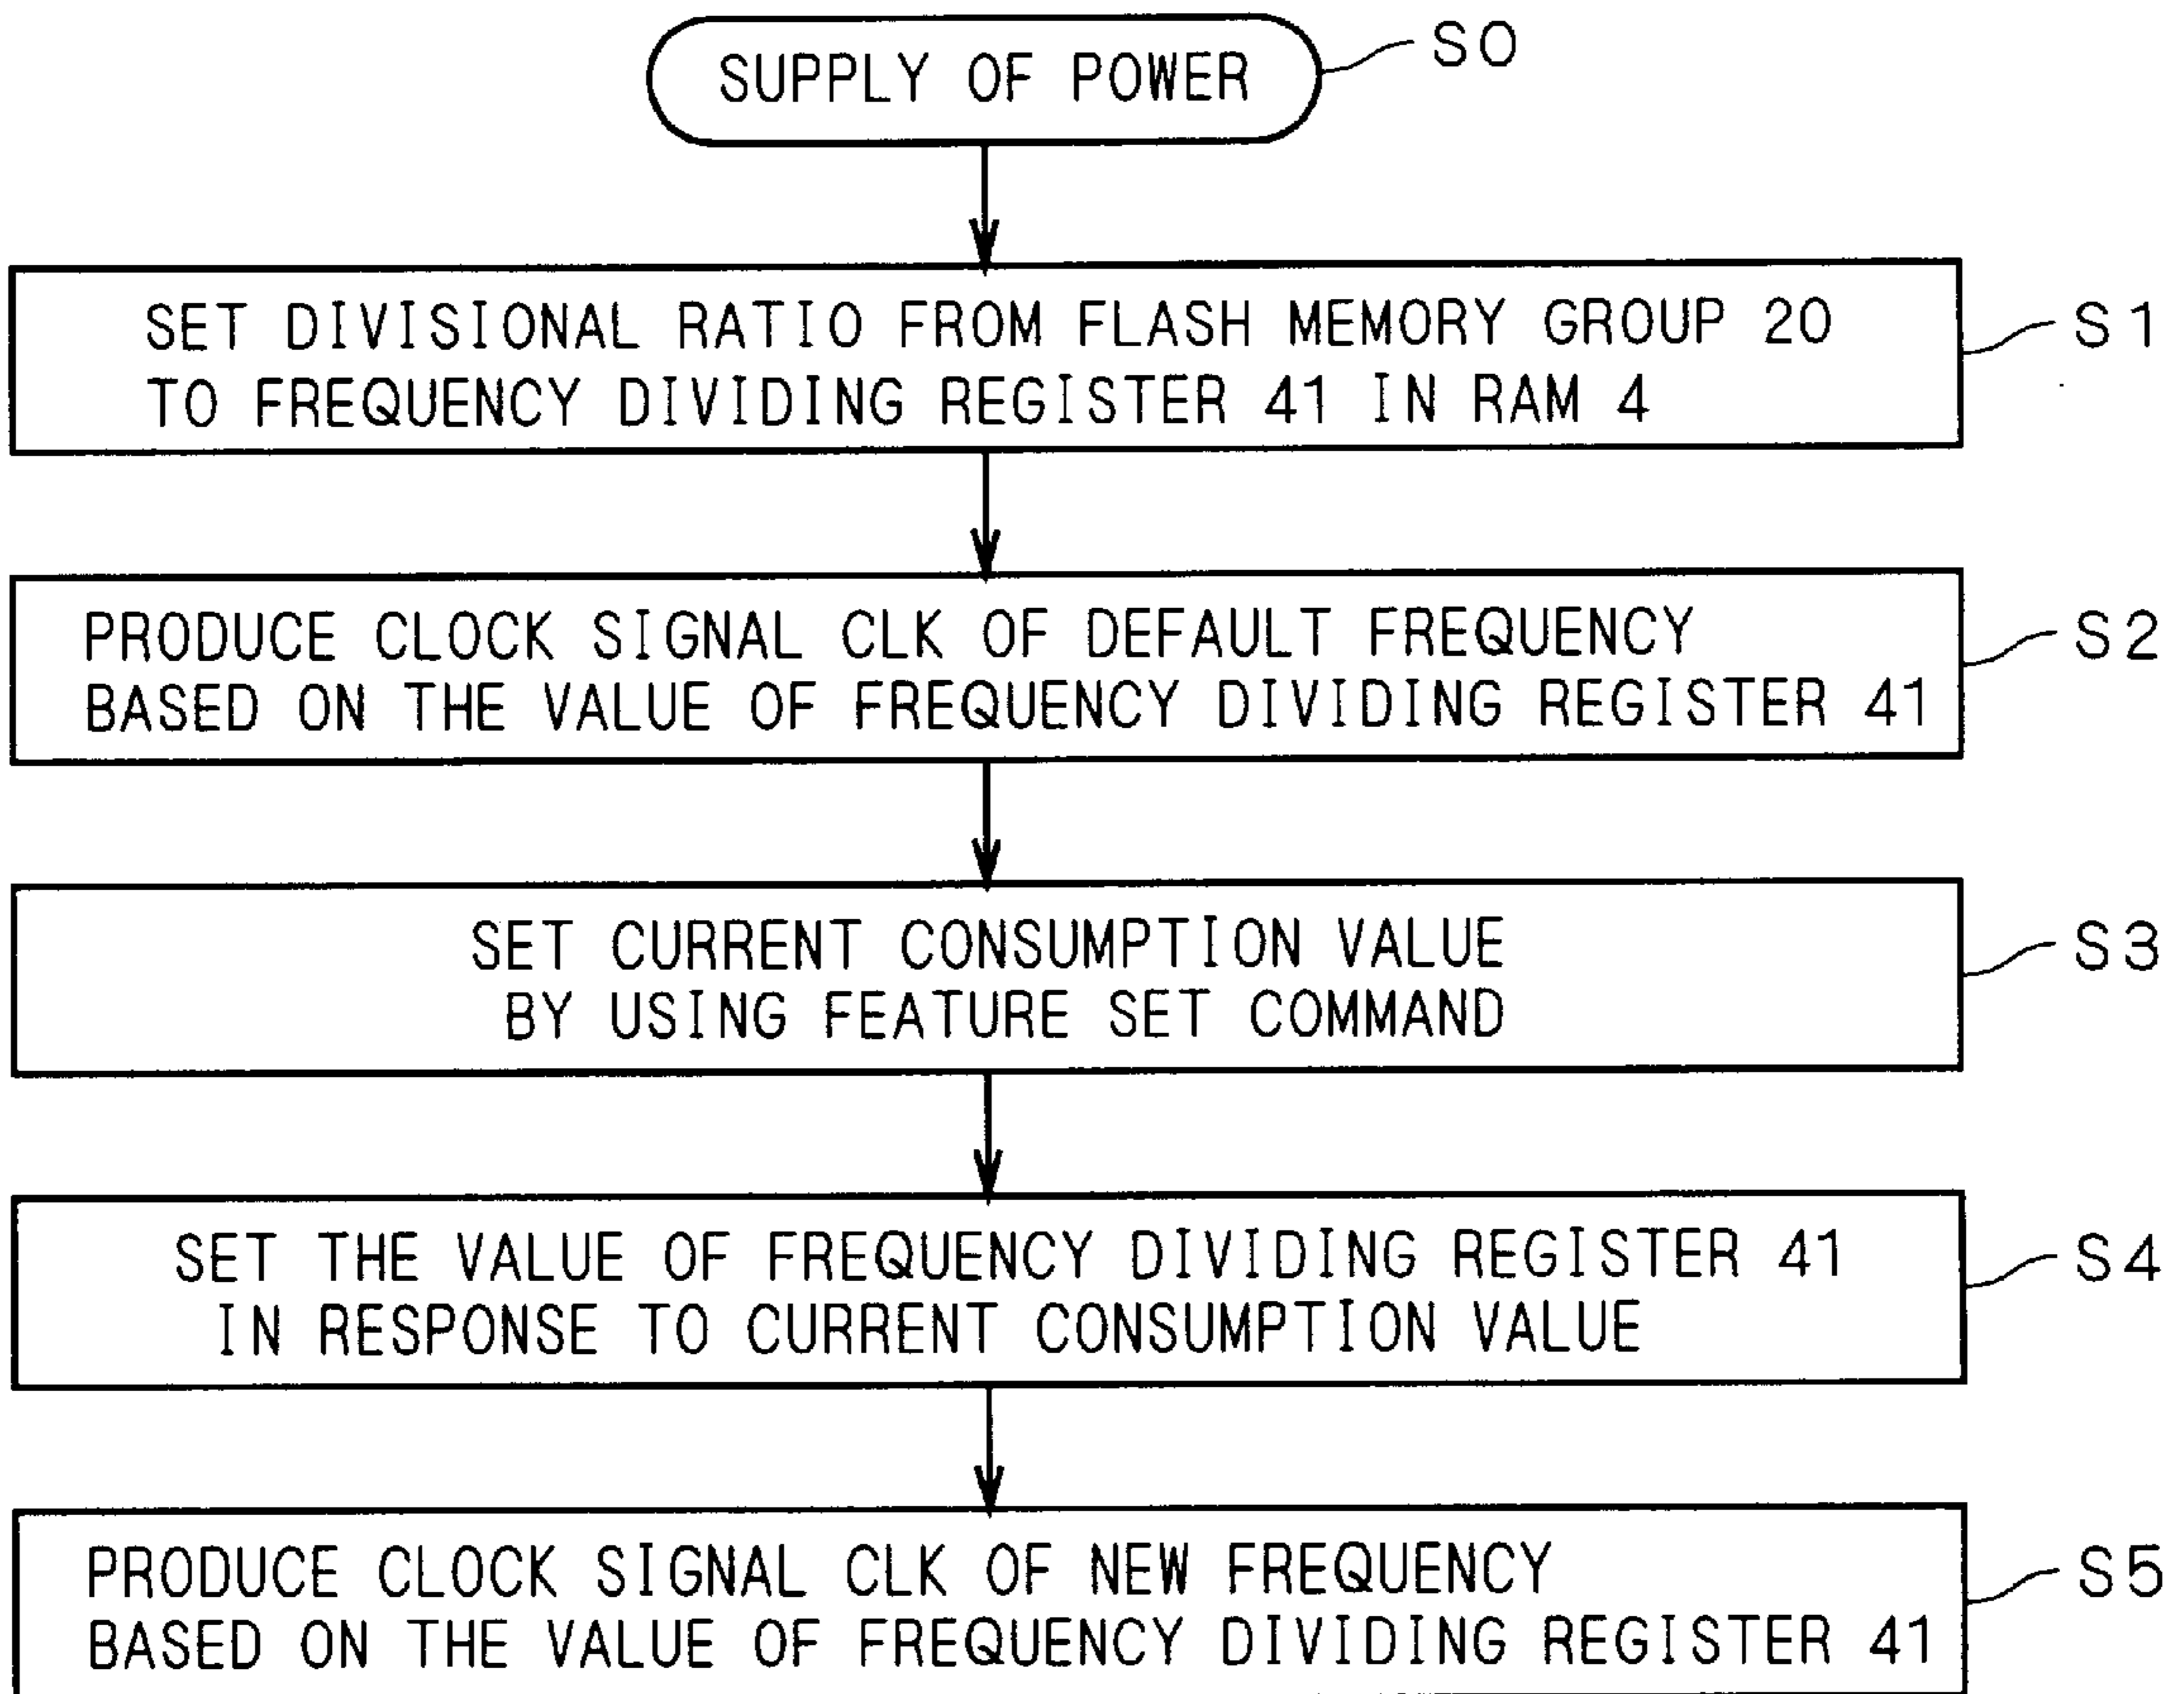 SUPPLY OF POWER
S0
SET DIVISIONAL RATIO FROM FLASH MEMORY GROUP 20
TO FREQUENCY DIVIDING REGISTER 41 IN RAM 4
S1
PRODUCE CLOCK SIGNAL CLK OF DEFAULT FREQUENCY
BASED ON THE VALUE OF FREQUENCY DIVIDING REGISTER 41
S2
SET CURRENT CONSUMPTION VALUE
BY USING FEATURE SET COMMAND
S3
SET THE VALUE OF FREQUENCY DIVIDING REGISTER 41
IN RESPONSE TO CURRENT CONSUMPTION VALUE
S4
PRODUCE CLOCK SIGNAL CLK OF NEW FREQUENCY
BASED ON THE VALUE OF FREQUENCY DIVIDING REGISTER 41
S5